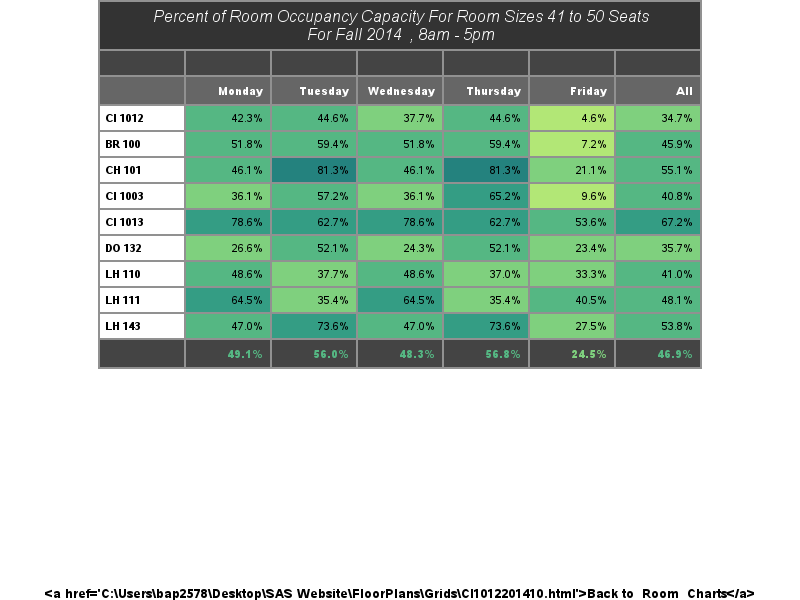 Percent of Room Occupancy Capacity For Room Sizes 41 to 50 Seats
For Fall 2014 , 8am - 5pm
Monday Tuesday Wednesday Thursday Friday All
CI 1012 42.3% 44.6% 37.7% 44.6% 4.6% 34.7%
BR 100 51.8% 59.4% 51.8% 59.4% 7.2% 45.9%
CH 101 46.1% 81.3% 46.1% 81.3% 21.1% 55.1%
CI 1003 36.1% 57.2% 36.1% 65.2% 9.6% 40.8%
CI 1013 78.6% 62.7% 78.6% 62.7% 53.6% 67.2%
DO 132 26.6% 52.1% 24.3% 52.1% 23.4% 35.7%
LH 110 48.6% 37.7% 48.6% 37.0% 33.3% 41.0%
LH 111 64.5% 35.4% 64.5% 35.4% 40.5% 48.1%
LH 143 47.0% 73.6% 47.0% 73.6% 27.5% 53.8%
49.1% 56.0% 48.3% 56.8% 24.5% 46.9%
<a href='C:\Users\bap2578\Desktop\SAS Website\FloorPlans\Grids\CI1012201410.html'>Back to Room Charts</a>